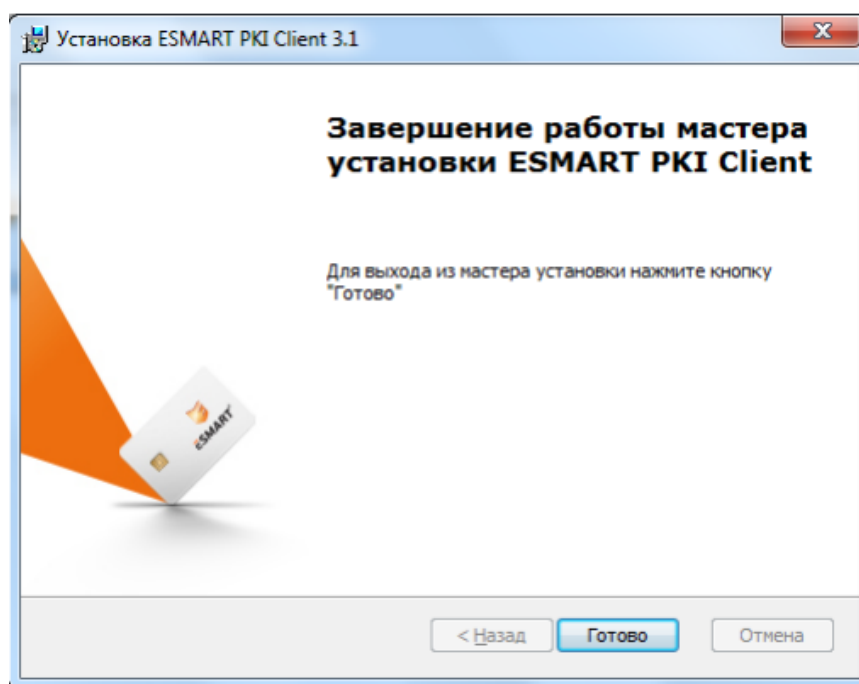 Установка ESMART PKI Client 3.1
Завершение работы мастера
установки ESMART PKI Client
Для выхода из мастера установки нажмите кнопку
"Готово"
ESMART
< Назад
Готово
Отмена